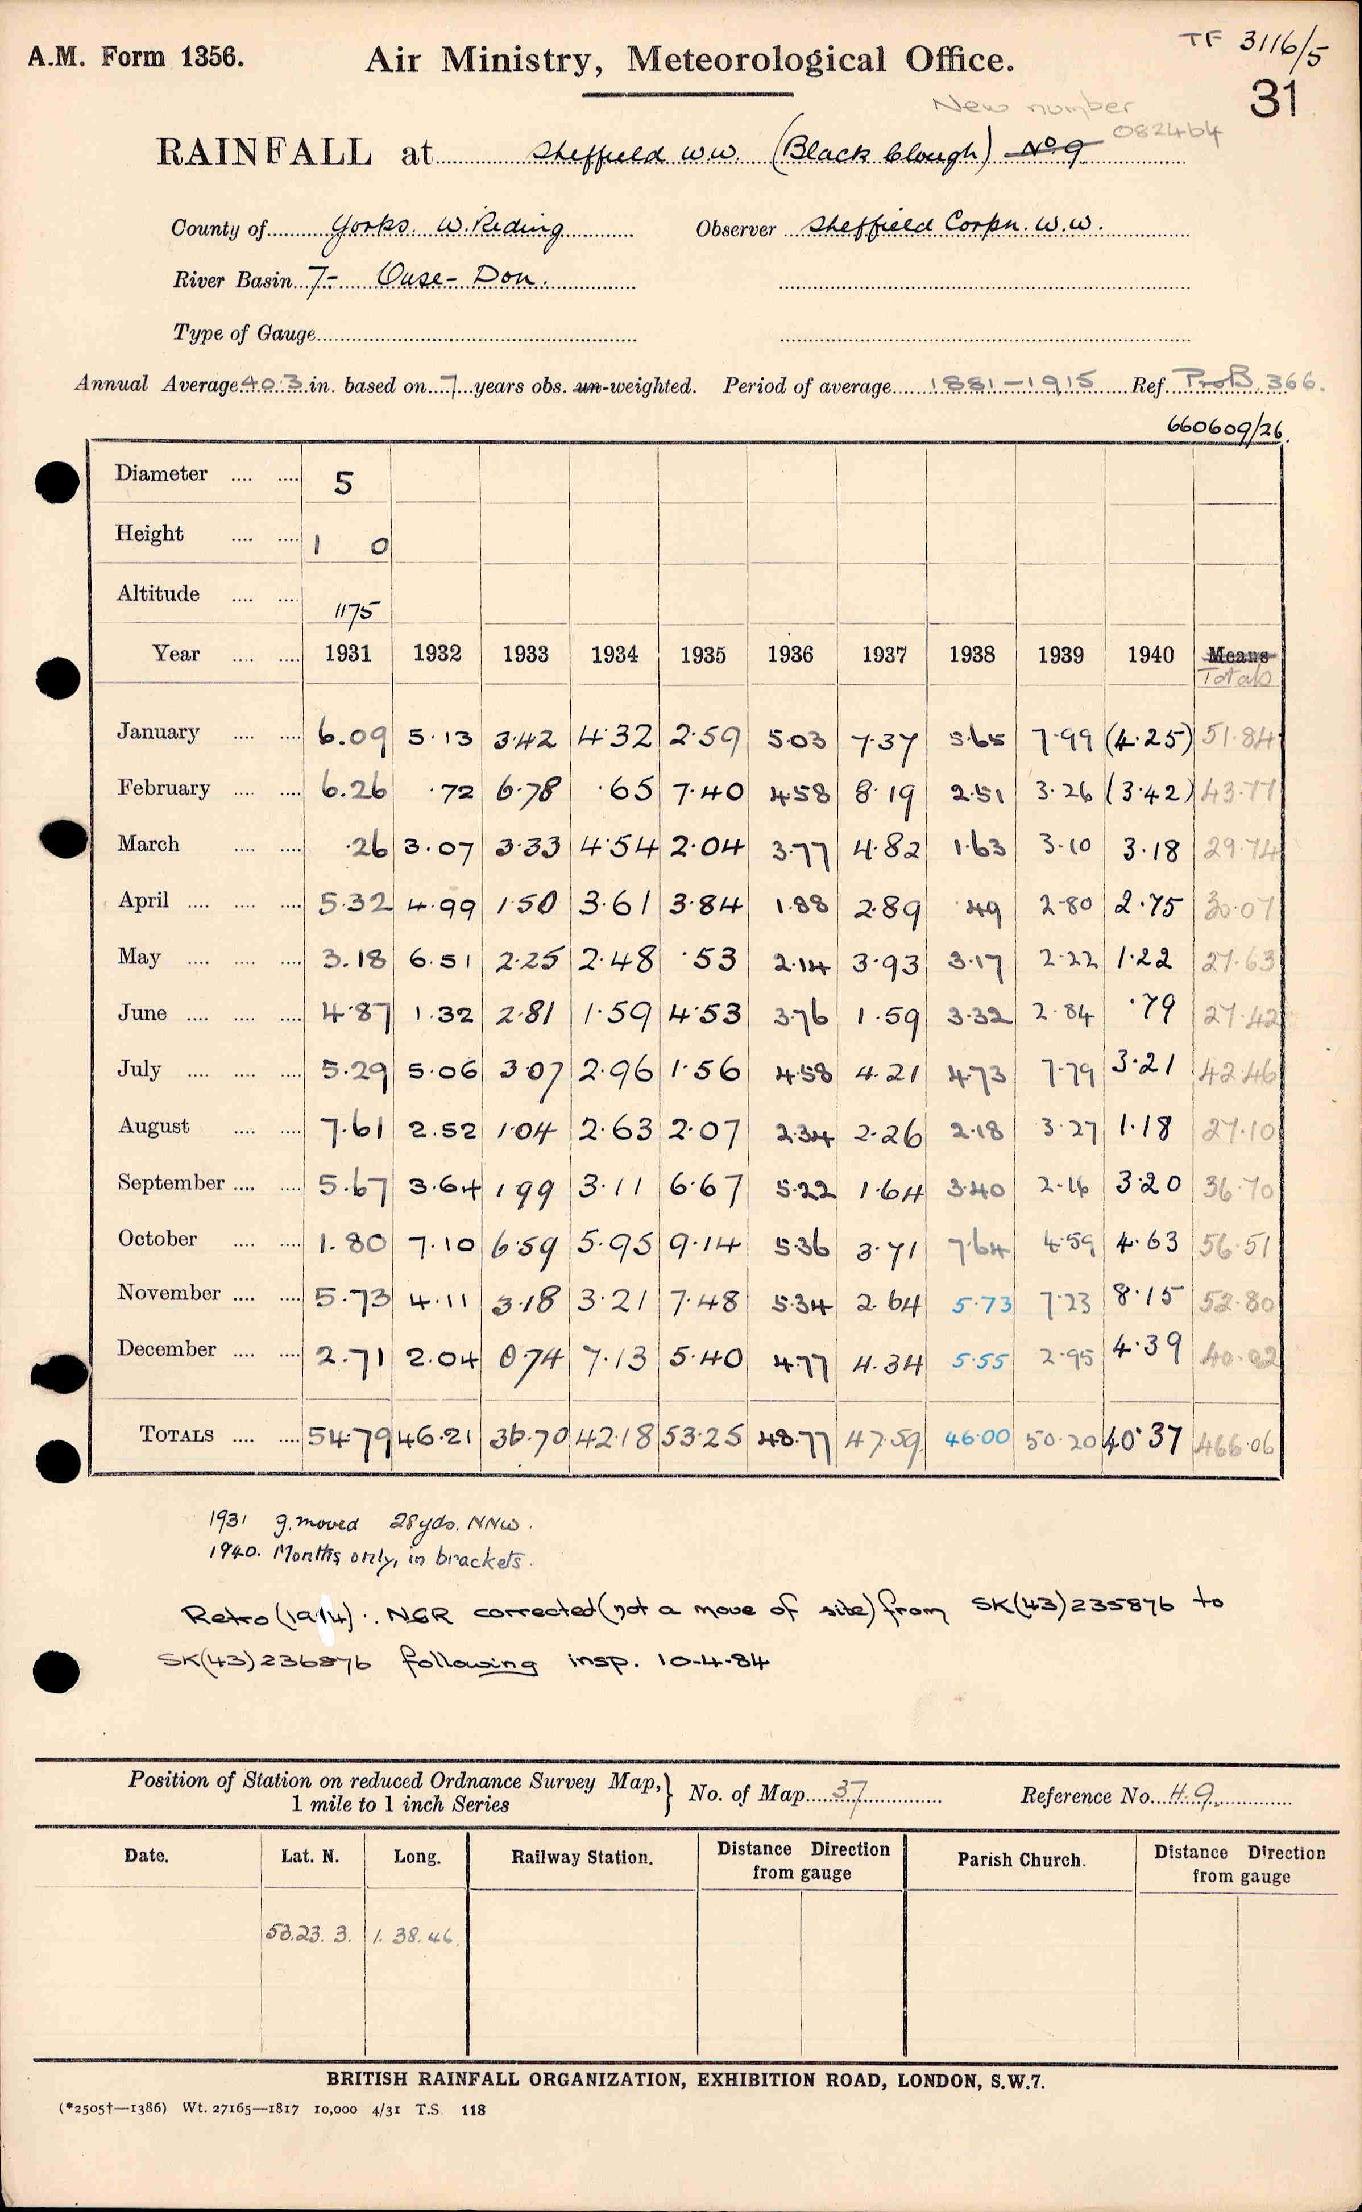 A.M. Form 1356.
Air Ministry, Meteorological Office.
TF 3116/5
31
New number
082464
RAINFALL at Sheffield W.W. (Black Clough) No 9
County of Yorks. W. Riding Observer Sheffield Corpn. W.W.
River Basin 7- Ouse - Don.
Type of Gauge
Annual Average 40.3 in. based on 7 years obs. un-weighted. Period of average 1881-1915 Ref. Pro B. 366.
660609/26.
Diameter 5
Height 1 0
Altitude 1175
Year 1931 1932 1933 1934 1935 1936 1937 1938 1939 1940 Means
Totals
January 6.09 5.13 3.42 4.32 2.59 5.03 7.37 5.65 7.99 (4.25) 51.84
February 6.26 .72 6.78 .65 7.40 4.58 8.19 2.51 3.26 (3.42) 43.77
March .26 3.07 3.33 4.54 2.04 3.77 4.82 1.63 3.10 3.18 29.74
April 5.32 4.99 1.50 3.61 3.84 1.88 2.89 .49 2.80 2.75 30.07
May 3.18 6.51 2.25 2.48 .53 2.14 3.93 3.17 2.22 1.22 27.63
June 4.87 1.32 2.81 1.59 4.53 3.76 1.59 3.32 2.84 .79 27.42
July 5.29 5.06 3.07 2.96 1.56 4.58 4.21 4.73 7.79 3.21 42.46
August 7.61 2.52 1.04 2.63 2.07 2.34 2.26 2.18 3.27 1.18 27.10
September 5.67 3.64 1.99 3.11 6.67 5.22 1.64 3.40 2.16 3.20 36.70
October 1.80 7.10 6.59 5.95 9.14 5.36 3.71 7.64 4.59 4.63 56.51
November 5.73 4.11 3.18 3.21 7.48 5.34 2.64 5.73 7.23 8.15 52.80
December 2.71 2.04 0.74 7.13 5.40 4.77 4.34 5.55 2.95 4.39 40.02
TOTALS 54.79 46.21 36.70 42.18 53.25 48.77 47.59 46.00 50.20 40.37 466.06
1931 g. moved 28 yds. NNW.
1940. Months only, in brackets.
Retro (1914). NGR corrected (not a move of site) from SK(43)235876 to
SK(43)236876 following insp. 10.4.84
Position of Station on reduced Ordnance Survey Map,} No. of Map 37 Reference No. 49
1 mile to 1 inch Series
Date. Lat. N. Long. Railway Station. Distance Direction from gauge Parish Church. Distance Direction from gauge
53.23.3. 1.38.46.
BRITISH RAINFALL ORGANIZATION, EXHIBITION ROAD, LONDON, S.W.7.
(*2505†—1386) Wt. 27165—1817 10,000 4/31 T.S. 118